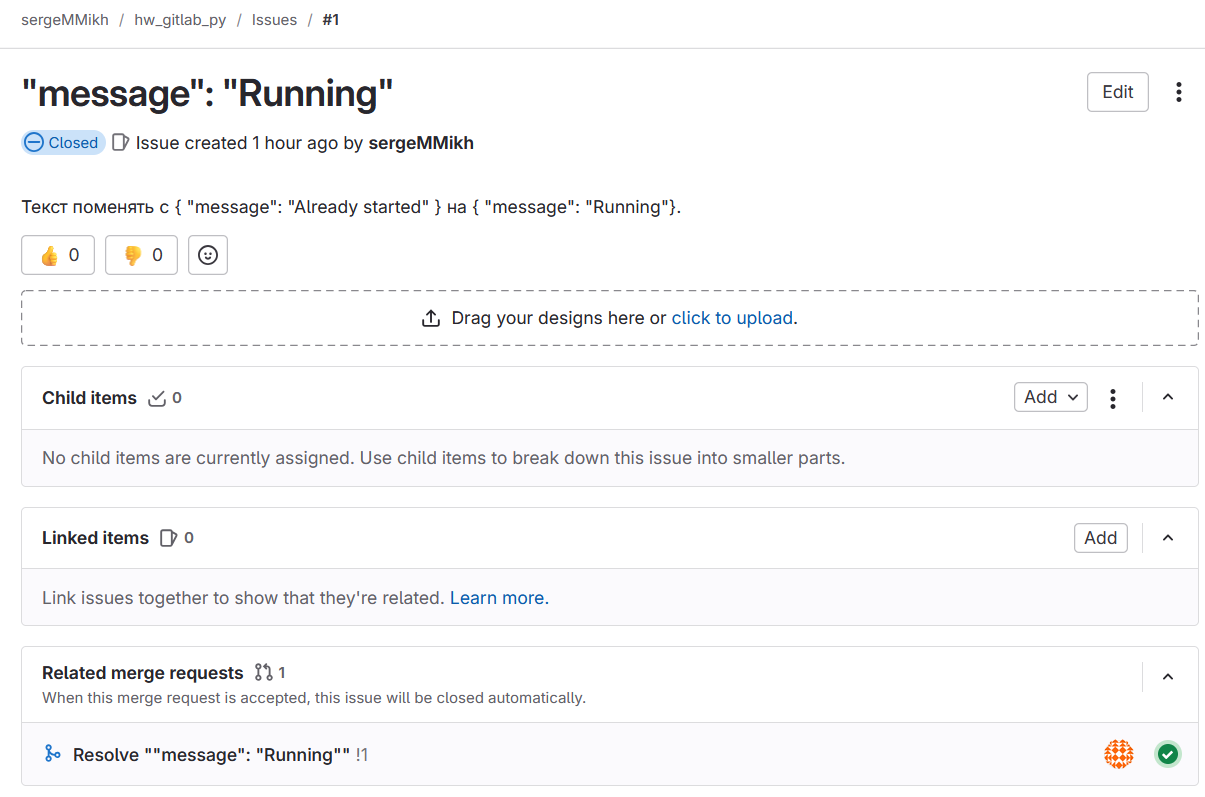 sergeMMikh / hw_gitlab_py / Issues / #1
"message": "Running"
Edit
Closed Issue created 1 hour ago by sergeMMikh
Текст поменять с { "message": "Already started" } на { "message": "Running"}.
👍 0 👎 0
Drag your designs here or click to upload.
Child items 0
Add
No child items are currently assigned. Use child items to break down this issue into smaller parts.
Linked items 0
Add
Link issues together to show that they're related. Learn more.
Related merge requests 1
When this merge request is accepted, this issue will be closed automatically.
Resolve ""message": "Running"" !1